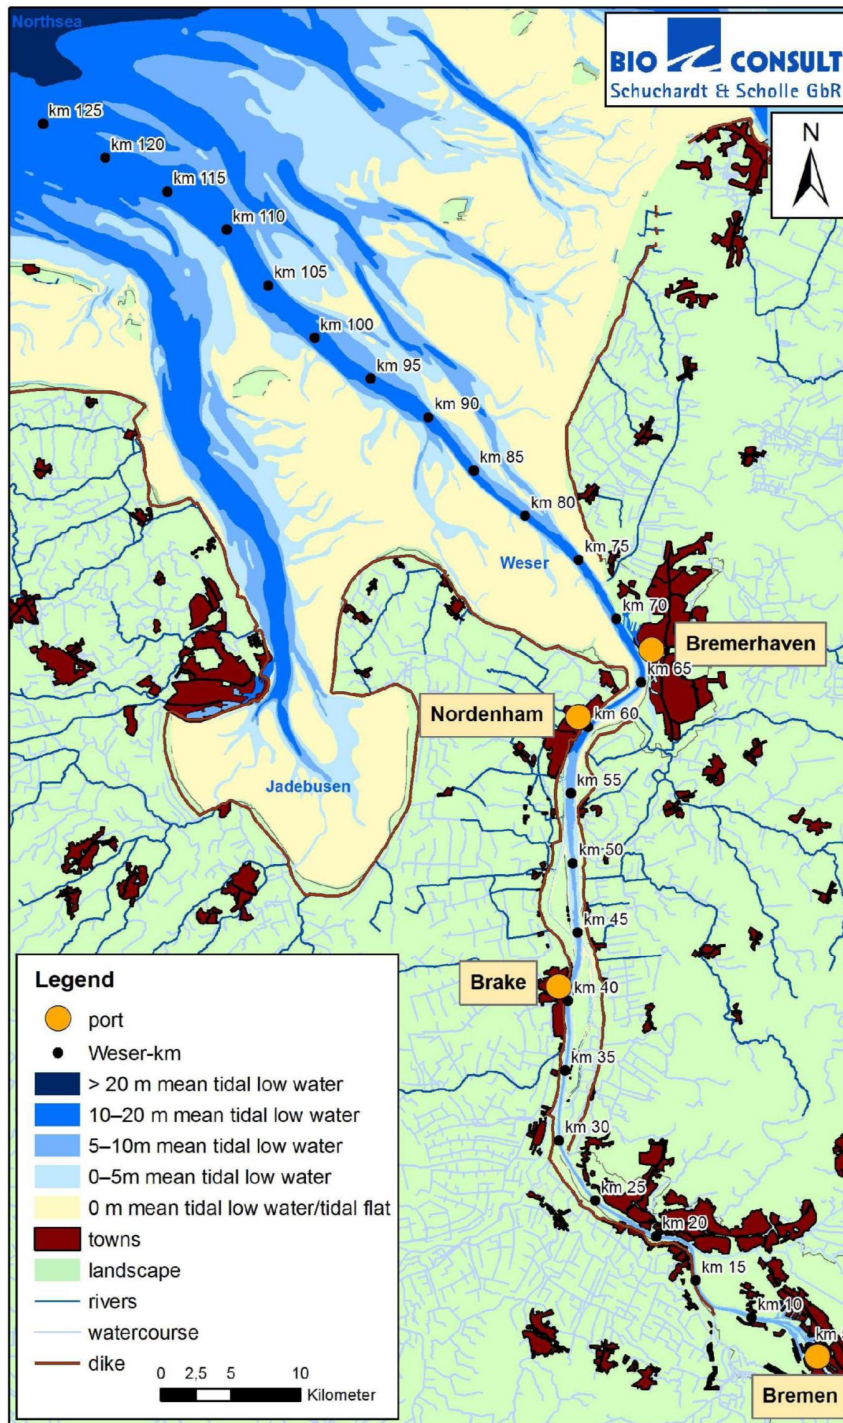 Northsea
BIO CONSULT
Schuchardt & Scholle GbR
N
km 125
km 120
km 115
km 110
km 105
km 100
km 95
km 90
km 85
km 80
km 75
Weser
km 70
Bremerhaven
km 65
Nordenham
km 60
Jadebusen
km 55
km 50
km 45
Brake
km 40
km 35
km 30
km 25
km 20
km 15
km 10
km
Bremen
Legend
port
Weser-km
> 20 m mean tidal low water
10–20 m mean tidal low water
5–10m mean tidal low water
0–5m mean tidal low water
0 m mean tidal low water/tidal flat
towns
landscape
rivers
watercourse
dike
0 2,5 5 10
Kilometer